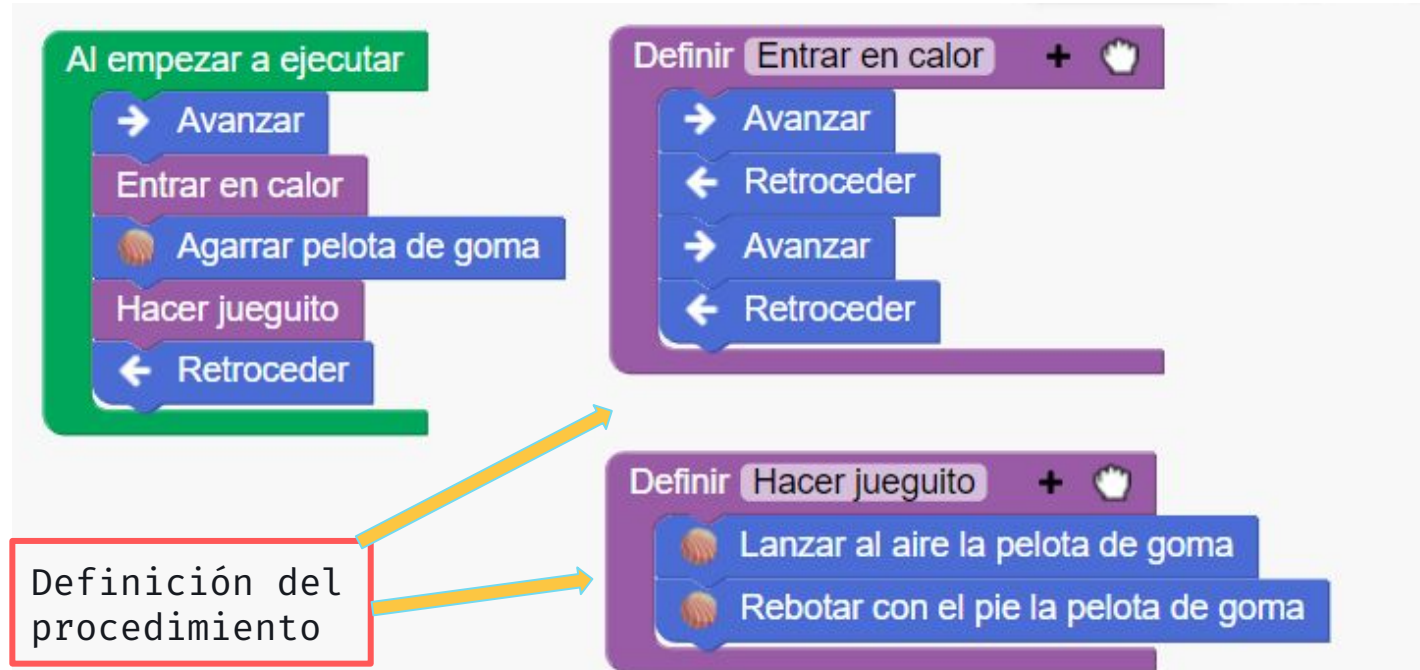 Al empezar a ejecutar
Avanzar
Entrar en calor
Agarrar pelota de goma
Hacer jueguito
Retroceder
Definir Entrar en calor +
Avanzar
Retroceder
Avanzar
Retroceder
Definir Hacer jueguito +
Lanzar al aire la pelota de goma
Rebotar con el pie la pelota de goma
Definición del
procedimiento